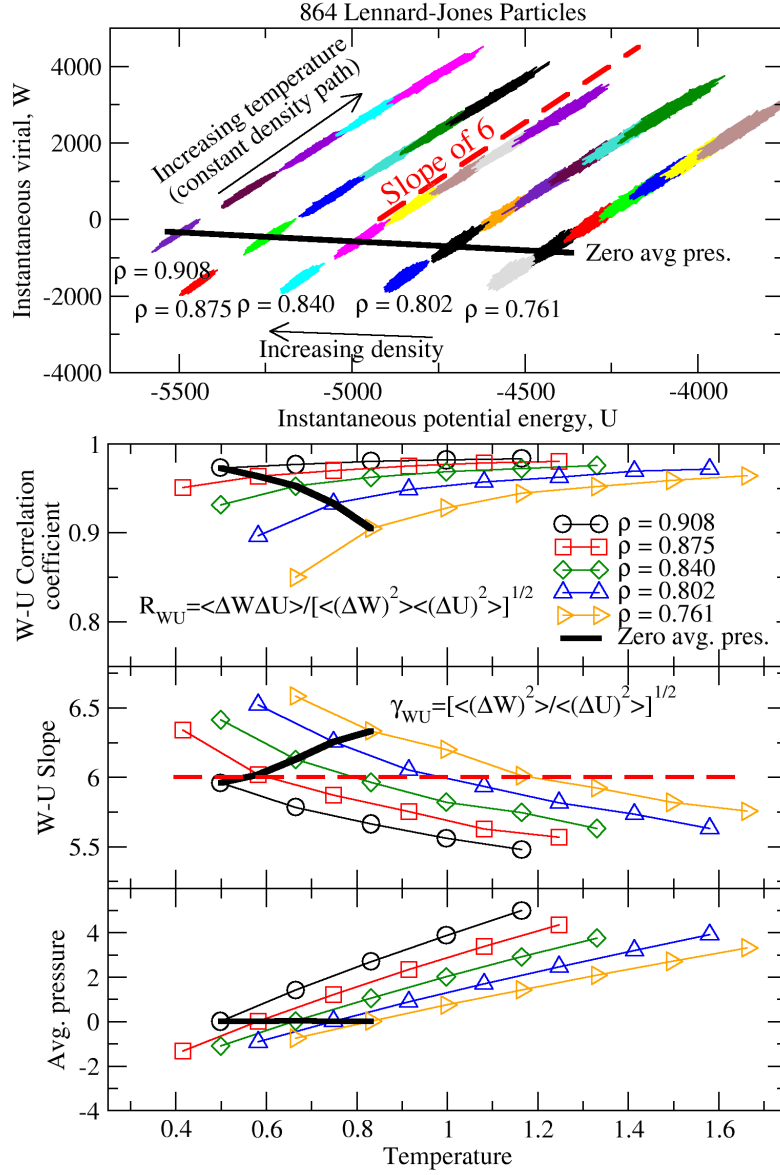 864 Lennard-Jones Particles
Instantaneous virial, W
4000
2000
0
-2000
-4000
Increasing temperature
(constant density path)
Slope of 6
Zero avg pres.
ρ = 0.908
ρ = 0.875
ρ = 0.840
ρ = 0.802
ρ = 0.761
Increasing density
-5500
-5000
-4500
-4000
Instantaneous potential energy, U
W-U Correlation
coefficient
1
0.9
0.8
R_WU=<ΔWΔU>/[<(ΔW)^2><(ΔU)^2>]^1/2
ρ = 0.908
ρ = 0.875
ρ = 0.840
ρ = 0.802
ρ = 0.761
Zero avg. pres.
W-U Slope
6.5
6
5.5
γ_WU=[<(ΔW)^2>/<(ΔU)^2>]^1/2
Avg. pressure
4
2
0
-2
-4
0.4
0.6
0.8
1
1.2
1.4
1.6
Temperature